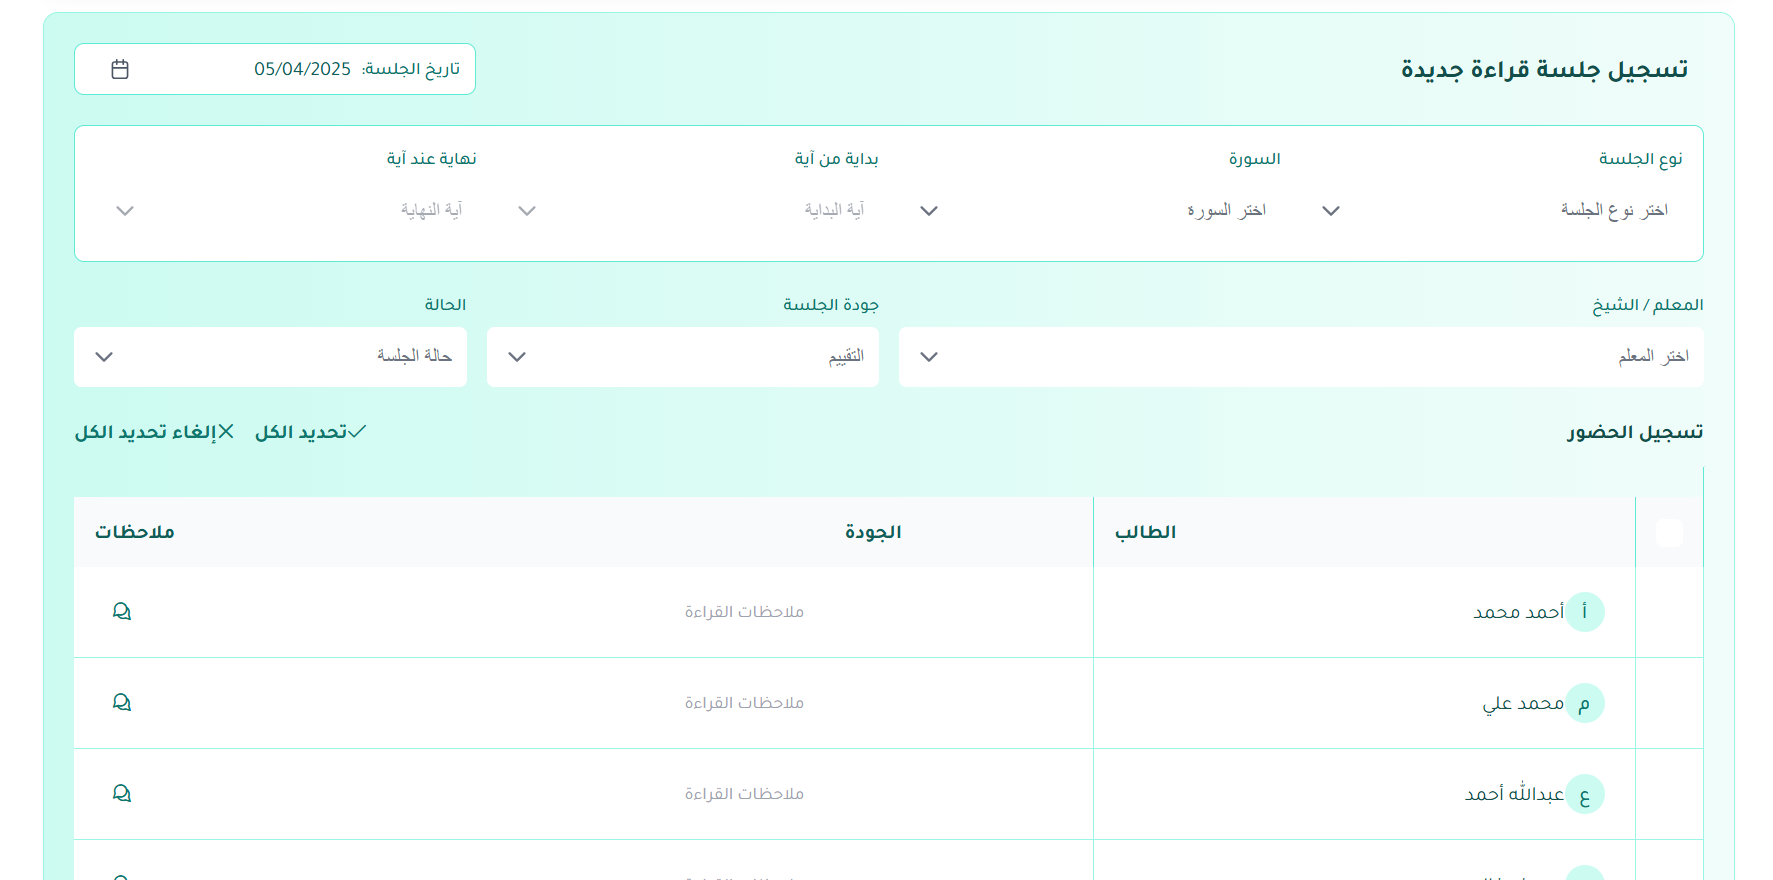 تسجيل جلسة قراءة جديدة
تاريخ الجلسة: 05/04/2025
نوع الجلسة
السورة
بداية من آية
نهاية عند آية
اختر نوع الجلسة
اختر السورة
آية البداية
آية النهاية
المعلم / الشيخ
جودة الجلسة
الحالة
اختر المعلم
التقييم
حالة الجلسة
تسجيل الحضور
تحديد الكل
إلغاء تحديد الكل
الطالب
الجودة
ملاحظات
أ أحمد محمد
ملاحظات القراءة
م محمد علي
ملاحظات القراءة
ع عبدالله أحمد
ملاحظات القراءة